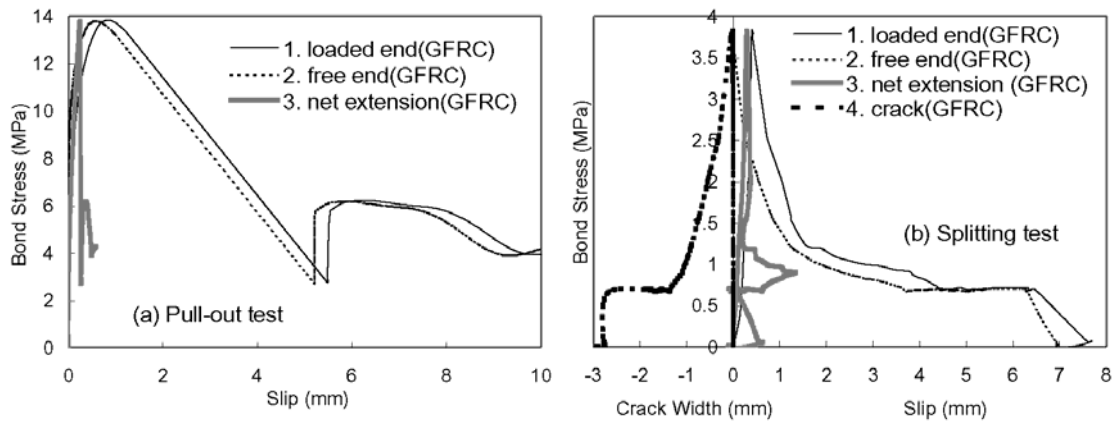 14
12
10
8
6
4
2
0
Bond Stress (MPa)
1. loaded end(GFRC)
2. free end(GFRC)
3. net extension(GFRC)
(a) Pull-out test
0 2 4 6 8 10
Slip (mm)
4
3.5
3
2.5
2
1.5
1
0.5
0
Bond Stress (MPa)
1. loaded end(GFRC)
2. free end(GFRC)
3. net extension (GFRC)
4. crack(GFRC)
(b) Splitting test
-3 -2 -1 0 1 2 3 4 5 6 7 8
Crack Width (mm) Slip (mm)